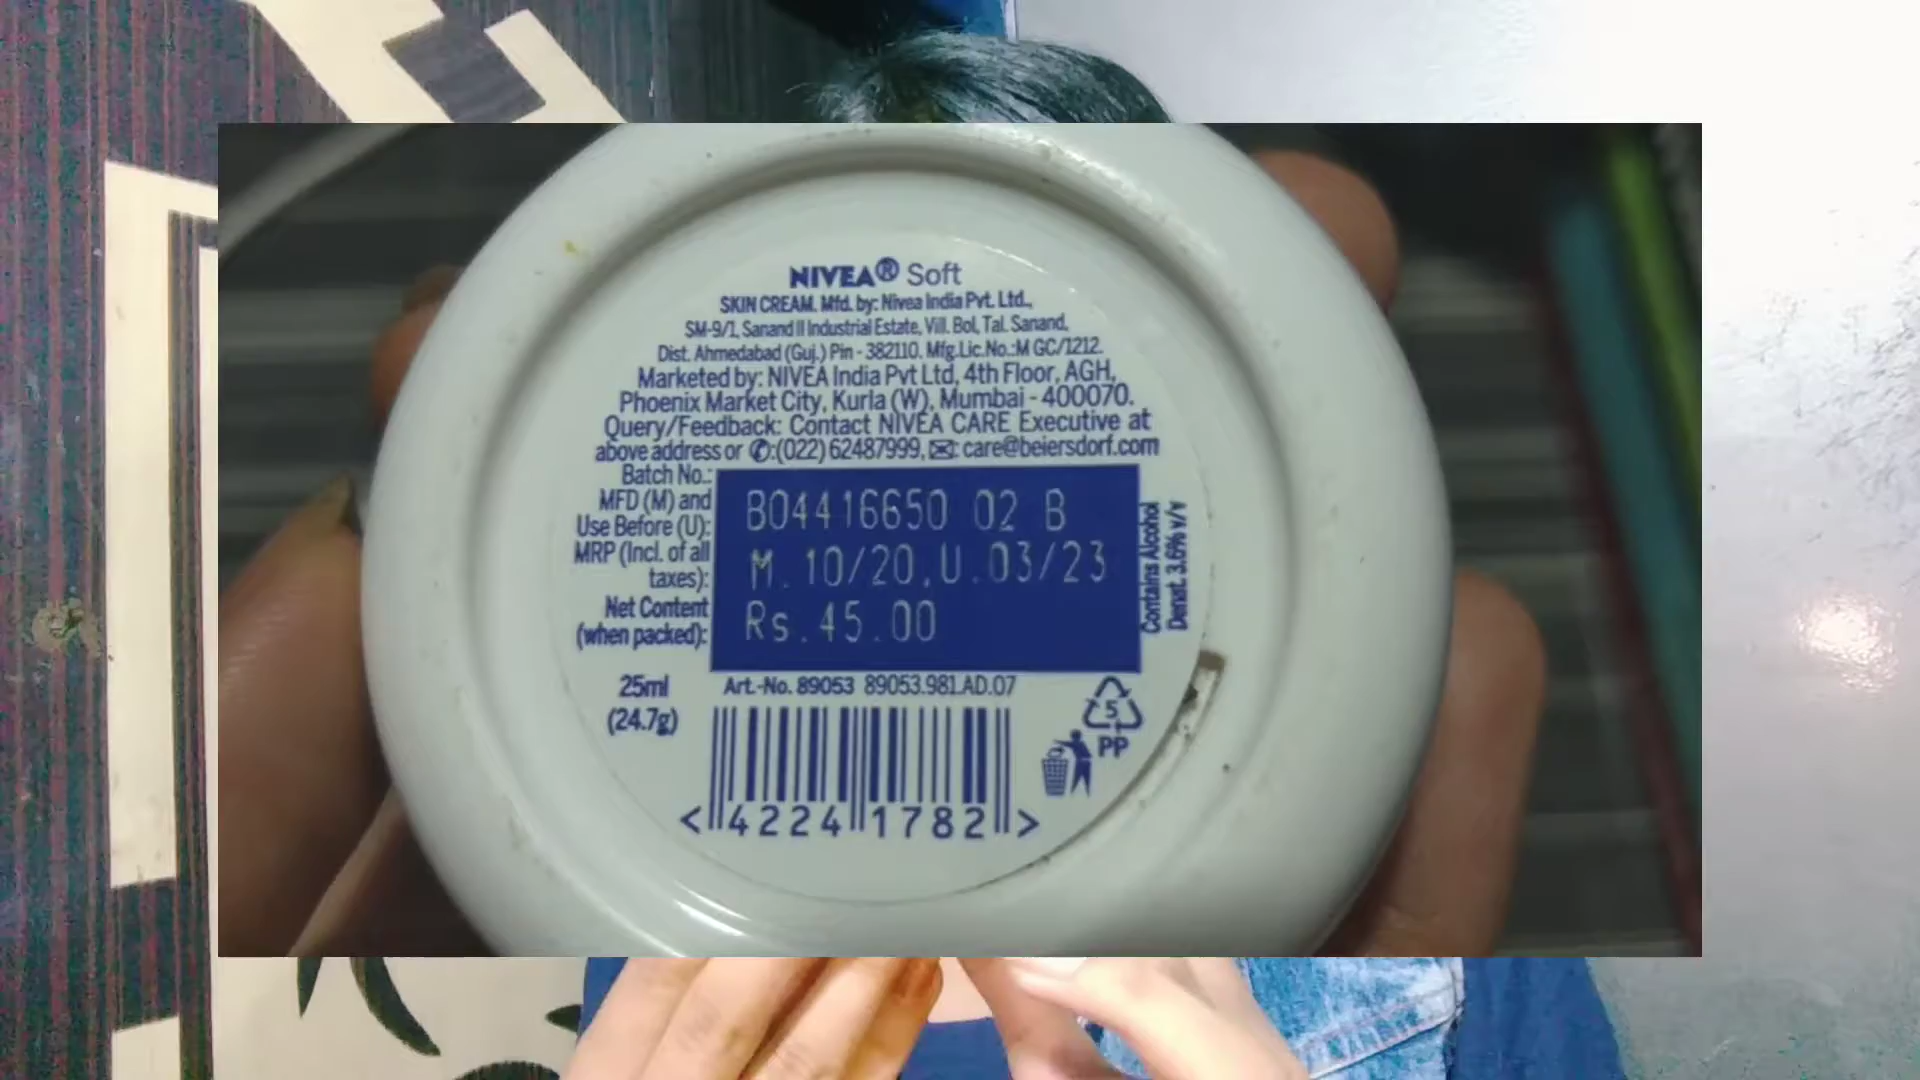 NIVEA® Soft
SKIN CREAM. Mfd. by: Nivea India Pvt. Ltd.,
SM-9/1, Sanand II Industrial Estate, Vill. Bol, Tal. Sanand,
Dist. Ahmedabad (Guj.) Pin - 382110. Mfg.Lic.No.:M GC/1212.
Marketed by: NIVEA India Pvt Ltd, 4th Floor, AGH,
Phoenix Market City, Kurla (W), Mumbai - 400070.
Query/Feedback: Contact NIVEA CARE Executive at
above address or ✆:(022) 62487999, ✉: care@beiersdorf.com
Batch No.:
MFD (M) and
Use Before (U):
MRP (Incl. of all
taxes):
Net Content
(when packed):
B04416650 02 B
M. 10/20,U.03/23
Rs.45.00
Contains Alcohol
Denat. 3.6% v/v
25ml
(24.7g)
Art.-No. 89053 89053.981.AD.07
5
PP
<4224 1782>